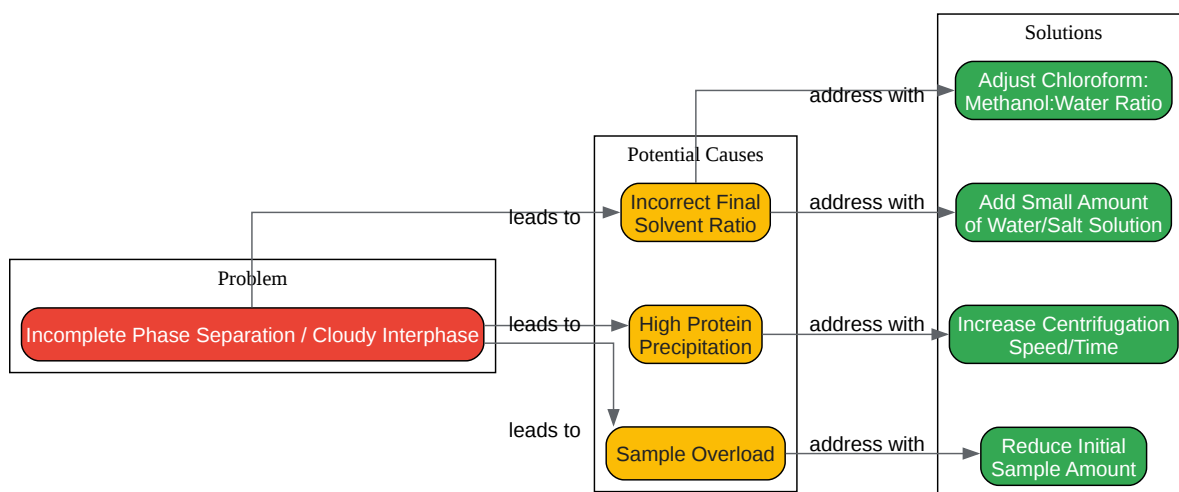 Solutions
Adjust Chloroform:
Methanol:Water Ratio
address with
Potential Causes
Incorrect Final
Solvent Ratio
leads to
address with
Add Small Amount
of Water/Salt Solution
Problem
Incomplete Phase Separation / Cloudy Interphase
leads to
High Protein
Precipitation
address with
Increase Centrifugation
Speed/Time
leads to
Sample Overload
address with
Reduce Initial
Sample Amount